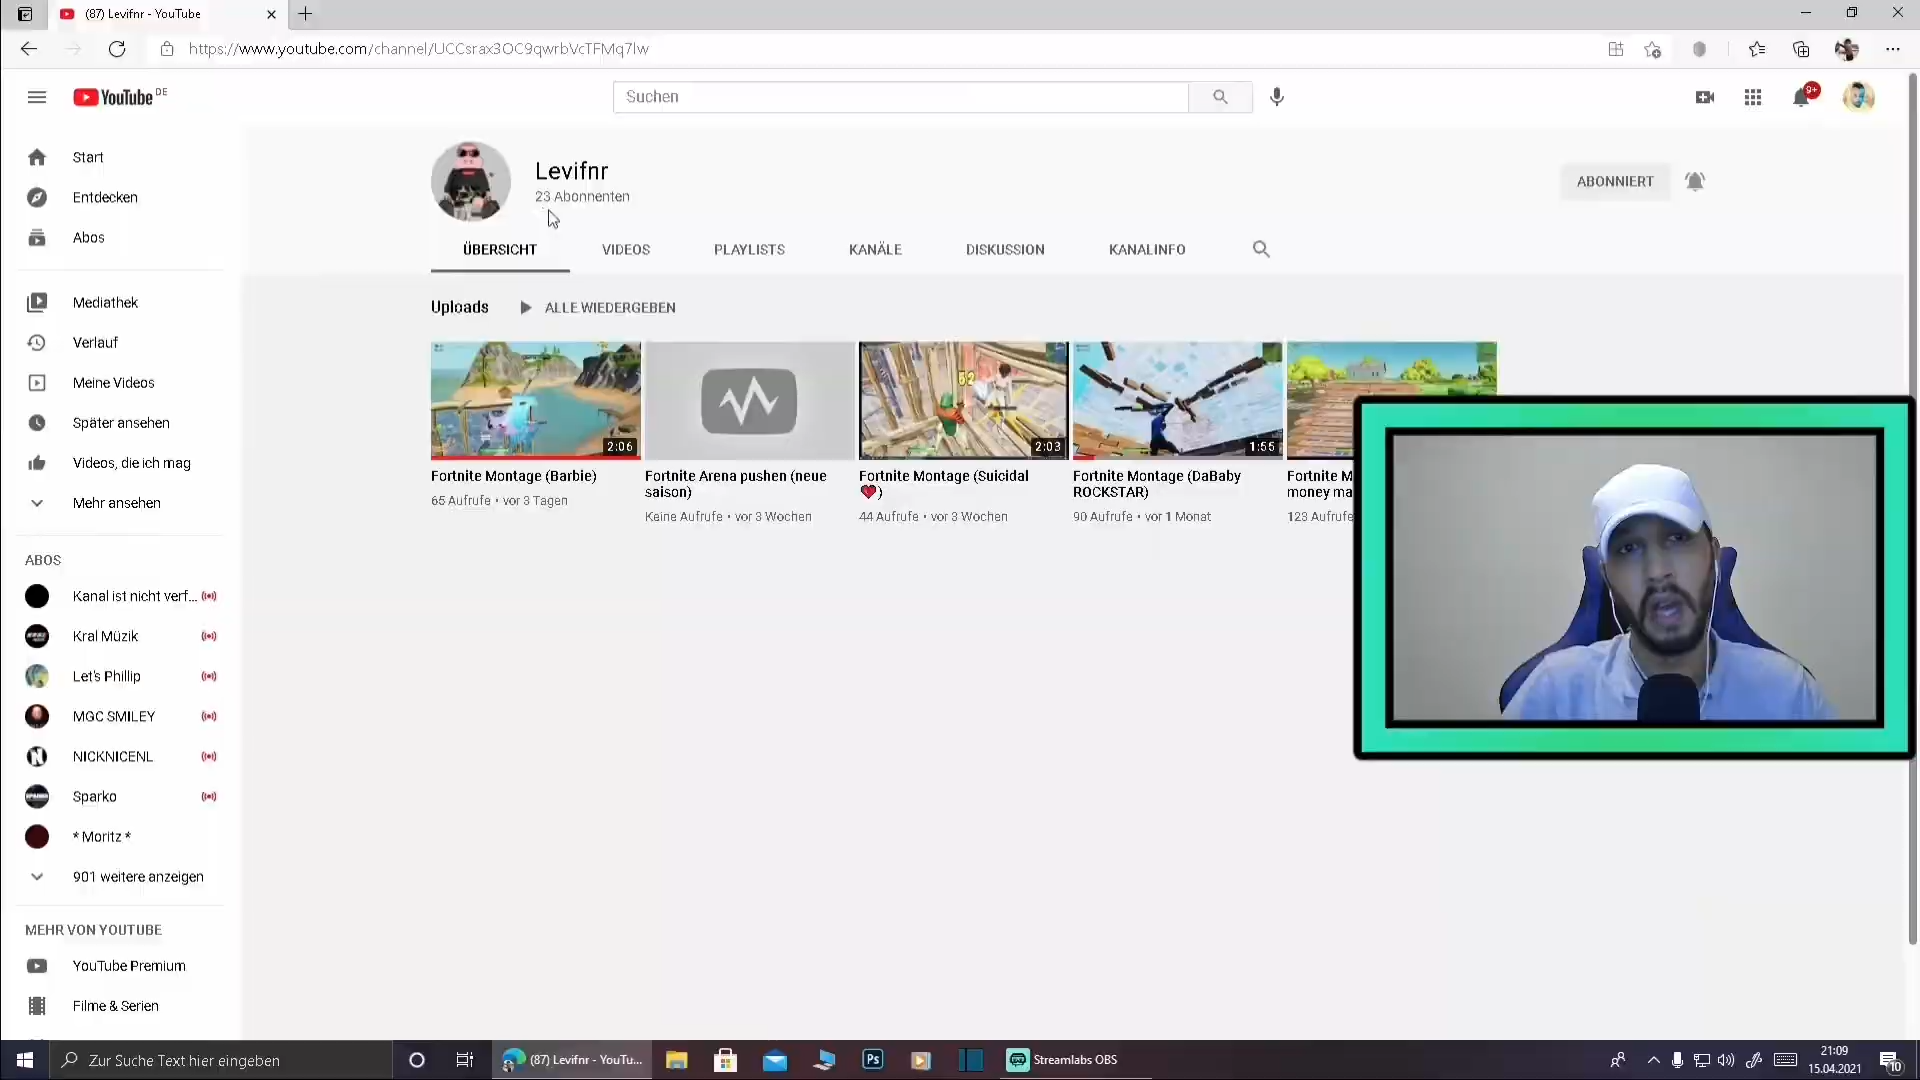 (87) Levifnr - YouTube
https://www.youtube.com/channel/UCCsrax3OC9qwrbVcTFMq7Iw
YouTube DE
Suchen
9+
Start
Entdecken
Abos
Mediathek
Verlauf
Meine Videos
Später ansehen
Videos, die ich mag
Mehr ansehen
ABOS
Kanal ist nicht verf...
Kral Müzik
Let's Phillip
MGC SMILEY
NICKNICENL
Sparko
* Moritz *
901 weitere anzeigen
MEHR VON YOUTUBE
YouTube Premium
Filme & Serien
Levifnr
23 Abonnenten
ABONNIERT
ÜBERSICHT VIDEOS PLAYLISTS KANÄLE DISKUSSION KANALINFO
Uploads ALLE WIEDERGEBEN
2:06
Fortnite Montage (Barbie)
65 Aufrufe • vor 3 Tagen
Fortnite Arena pushen (neue
saison)
Keine Aufrufe • vor 3 Wochen
52
2:03
Fortnite Montage (Suicidal
❤️)
44 Aufrufe • vor 3 Wochen
1:55
Fortnite Montage (DaBaby
ROCKSTAR)
90 Aufrufe • vor 1 Monat
Fortnite M
money ma
123 Aufrufe
Zur Suche Text hier eingeben
(87) Levifnr - YouTu...
Ps
Streamlabs OBS
21:09
15.04.2021
10